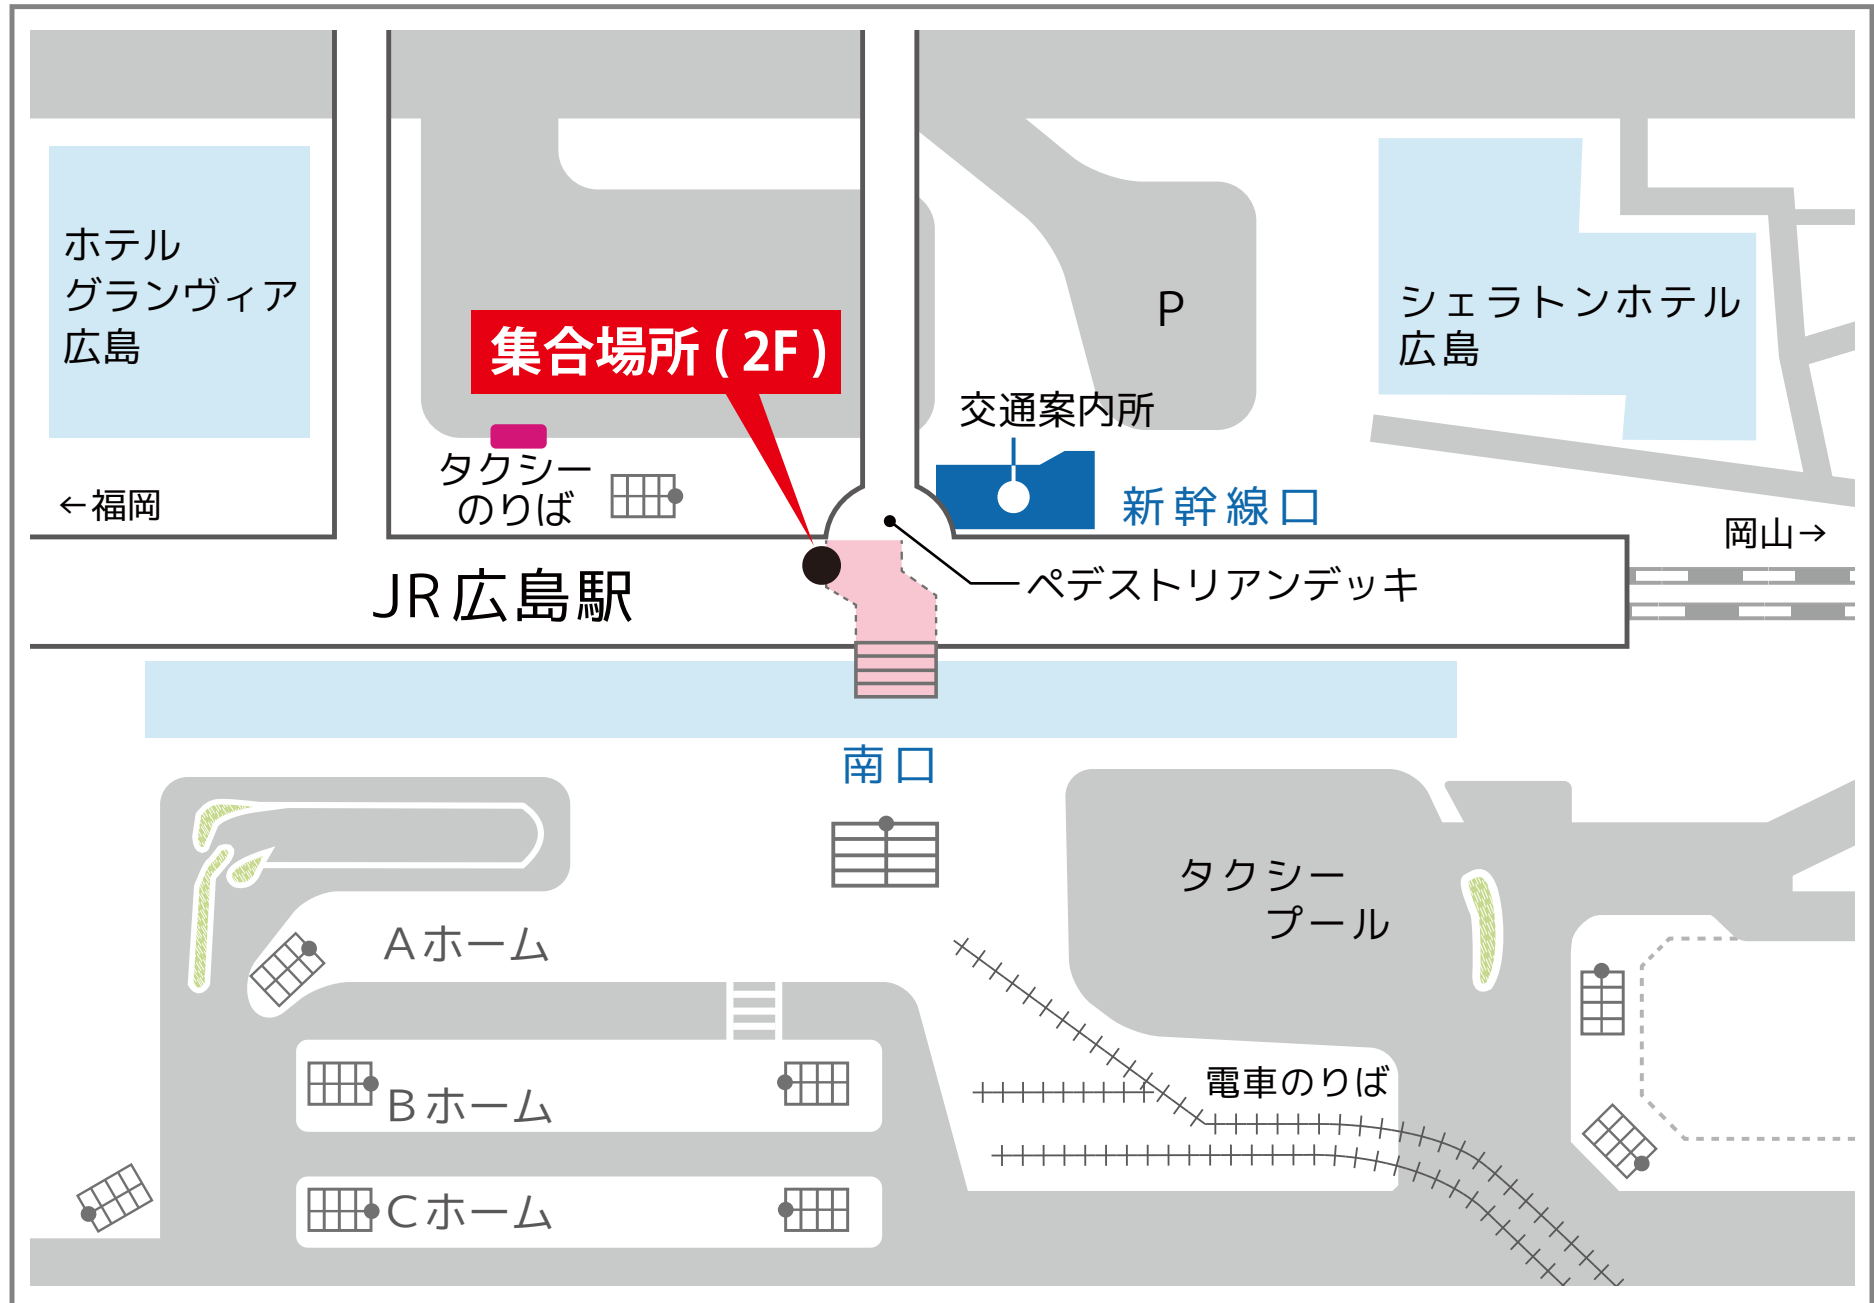 ホテル
グランヴィア
広島
集合場所 ( 2F )
P
シェラトンホテル
広島
交通案内所
タクシー
のりば
←福岡
新幹線口
岡山→
JR広島駅
ペデストリアンデッキ
南口
タクシー
プール
Aホーム
電車のりば
Bホーム
Cホーム